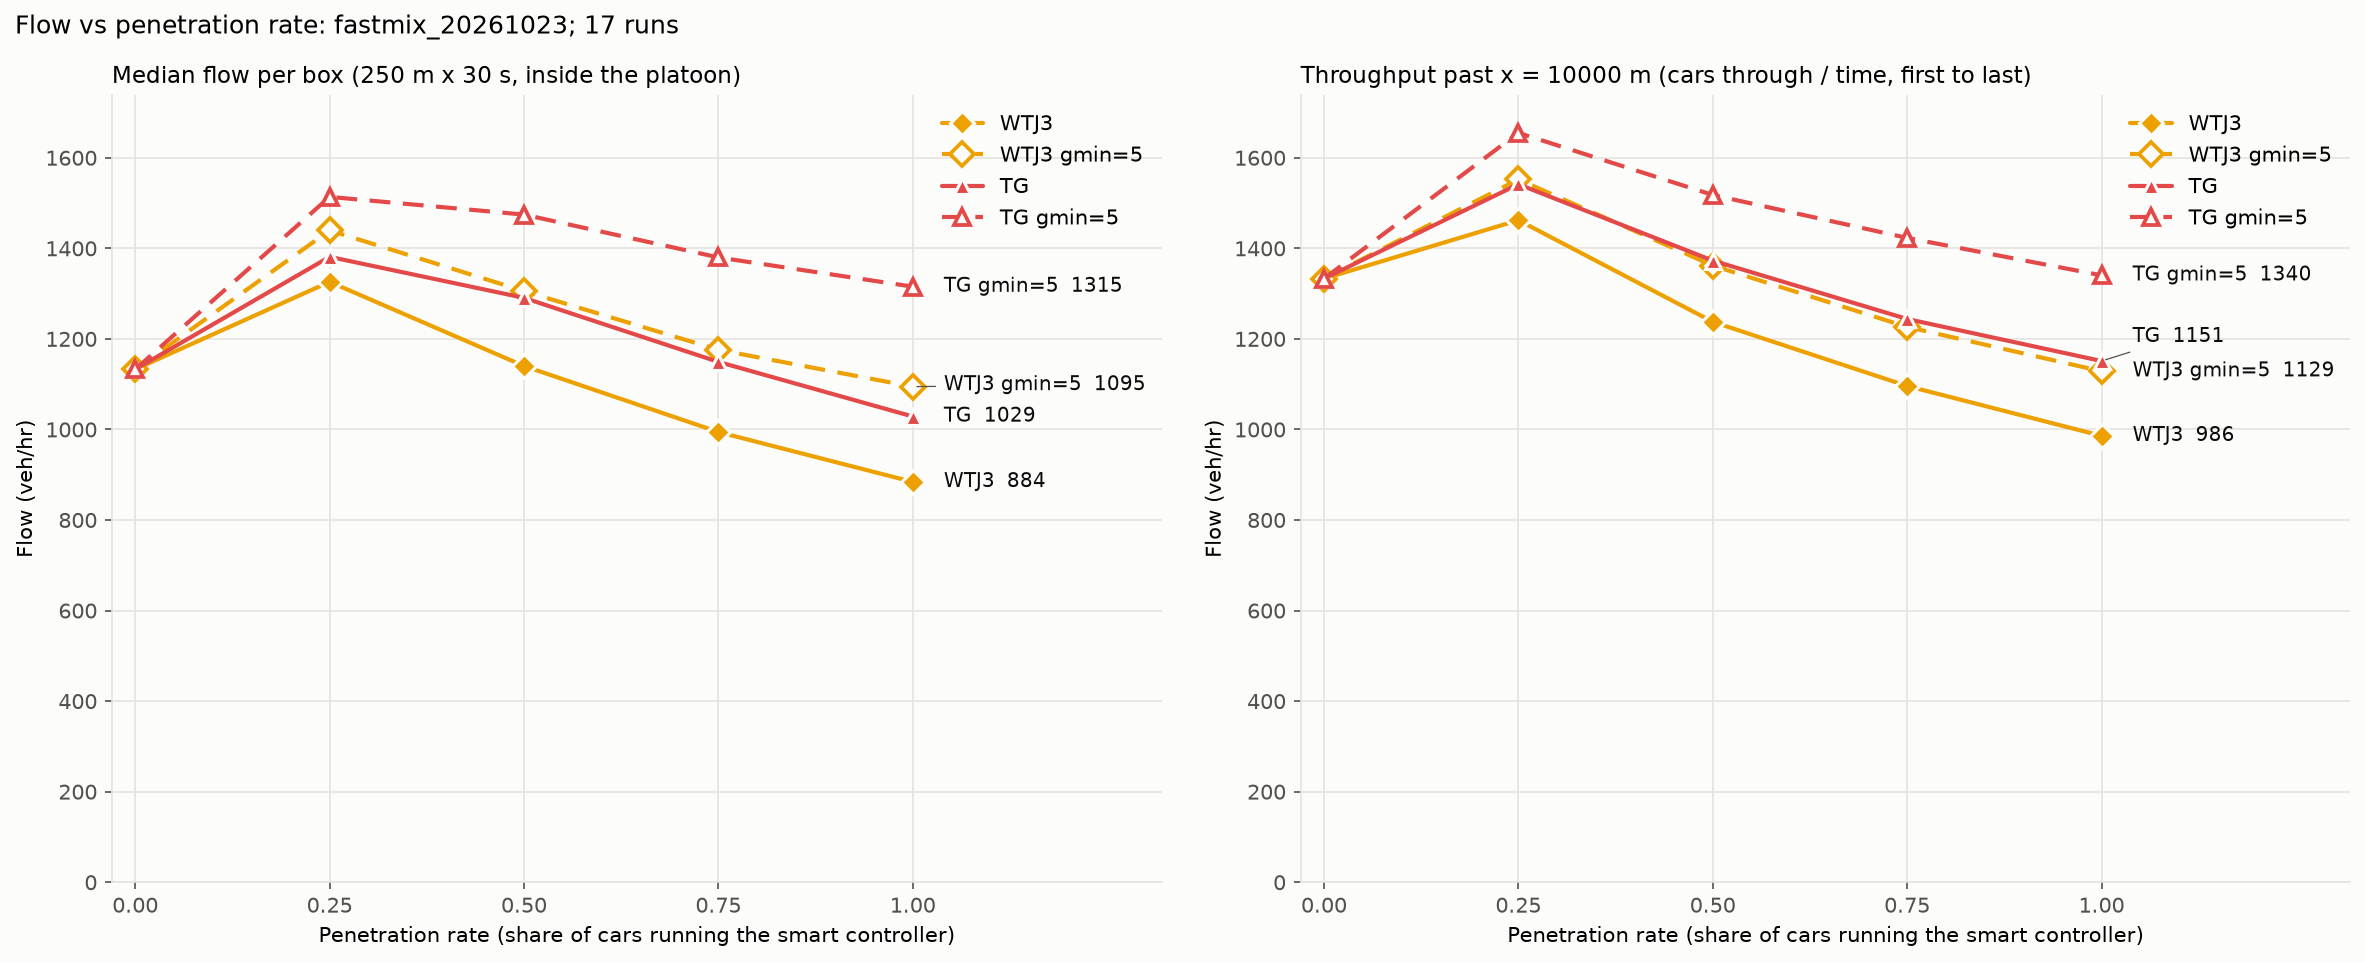 Flow vs penetration rate: fastmix_20261023; 17 runs
Median flow per box (250 m x 30 s, inside the platoon)
WTJ3
WTJ3 gmin=5
TG
TG gmin=5
1600
1400
1200
1000
800
600
400
200
0
Flow (veh/hr)
TG gmin=5 1315
WTJ3 gmin=5 1095
TG 1029
WTJ3 884
0.00 0.25 0.50 0.75 1.00
Penetration rate (share of cars running the smart controller)
Throughput past x = 10000 m (cars through / time, first to last)
WTJ3
WTJ3 gmin=5
TG
TG gmin=5
1600
1400
1200
1000
800
600
400
200
0
Flow (veh/hr)
TG gmin=5 1340
TG 1151
WTJ3 gmin=5 1129
WTJ3 986
0.00 0.25 0.50 0.75 1.00
Penetration rate (share of cars running the smart controller)